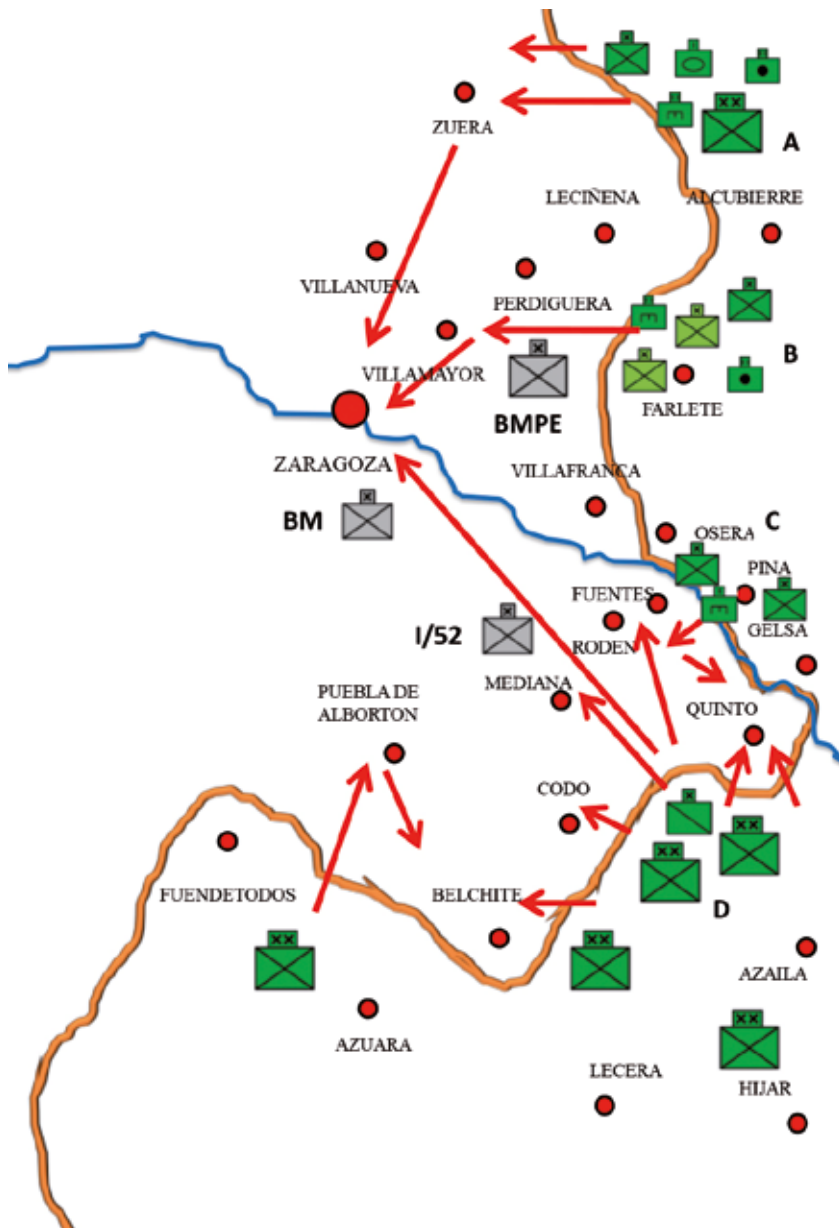 ZUERA
A
LECIÑENA
ALCUBIERRE
VILLANUEVA
PERDIGUERA
VILLAMAYOR
B
FARLETE
BMPE
ZARAGOZA
VILLAFRANCA
BM
C
OSERA
PINA
FUENTES
GELSA
I/52
RODEN
MEDIANA
PUEBLA DE
ALBORTON
QUINTO
CODO
FUENDETODOS
BELCHITE
D
AZAILA
AZUARA
LECERA
HIJAR